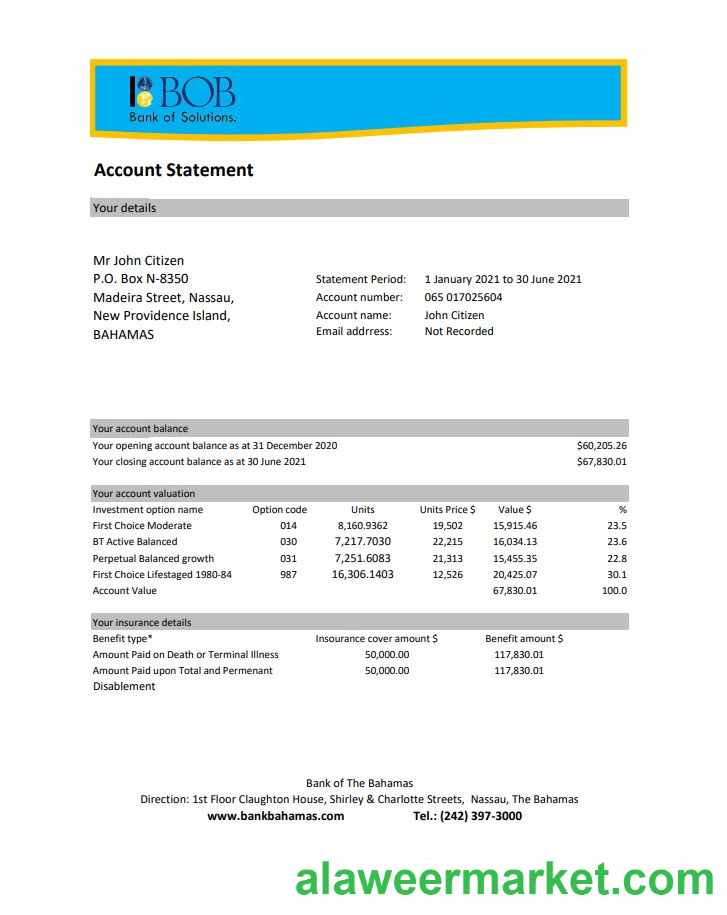 BOB
Bank of Solutions.
Account Statement
Your details
Mr John Citizen
P.O. Box N-8350
Madeira Street, Nassau,
New Providence Island,
BAHAMAS
Statement Period: 1 January 2021 to 30 June 2021
Account number: 065 017025604
Account name: John Citizen
Email addrress: Not Recorded
Your account balance
Your opening account balance as at 31 December 2020 $60,205.26
Your closing account balance as at 30 June 2021 $67,830.01
Your account valuation
Investment option name Option code Units Units Price $ Value $ %
First Choice Moderate 014 8,160.9362 19,502 15,915.46 23.5
BT Active Balanced 030 7,217.7030 22,215 16,034.13 23.6
Perpetual Balanced growth 031 7,251.6083 21,313 15,455.35 22.8
First Choice Lifestaged 1980-84 987 16,306.1403 12,526 20,425.07 30.1
Account Value 67,830.01 100.0
Your insurance details
Benefit type* Insourance cover amount $ Benefit amount $
Amount Paid on Death or Terminal Illness 50,000.00 117,830.01
Amount Paid upon Total and Permenant 50,000.00 117,830.01
Disablement
Bank of The Bahamas
Direction: 1st Floor Claughton House, Shirley & Charlotte Streets, Nassau, The Bahamas
www.bankbahamas.com Tel.: (242) 397-3000
alaweermarket.com